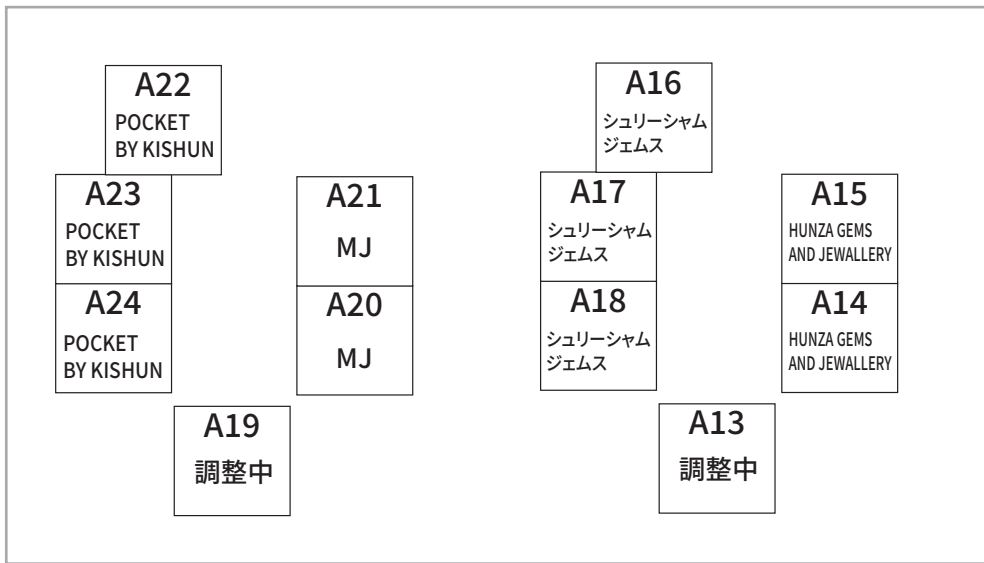 A22
POCKET
BY KISHUN
A23
POCKET
BY KISHUN
A24
POCKET
BY KISHUN
A21
MJ
A20
MJ
A19
調整中
A16
シュリーシャム
ジェムス
A17
シュリーシャム
ジェムス
A18
シュリーシャム
ジェムス
A15
HUNZA GEMS
AND JEWALLERY
A14
HUNZA GEMS
AND JEWALLERY
A13
調整中